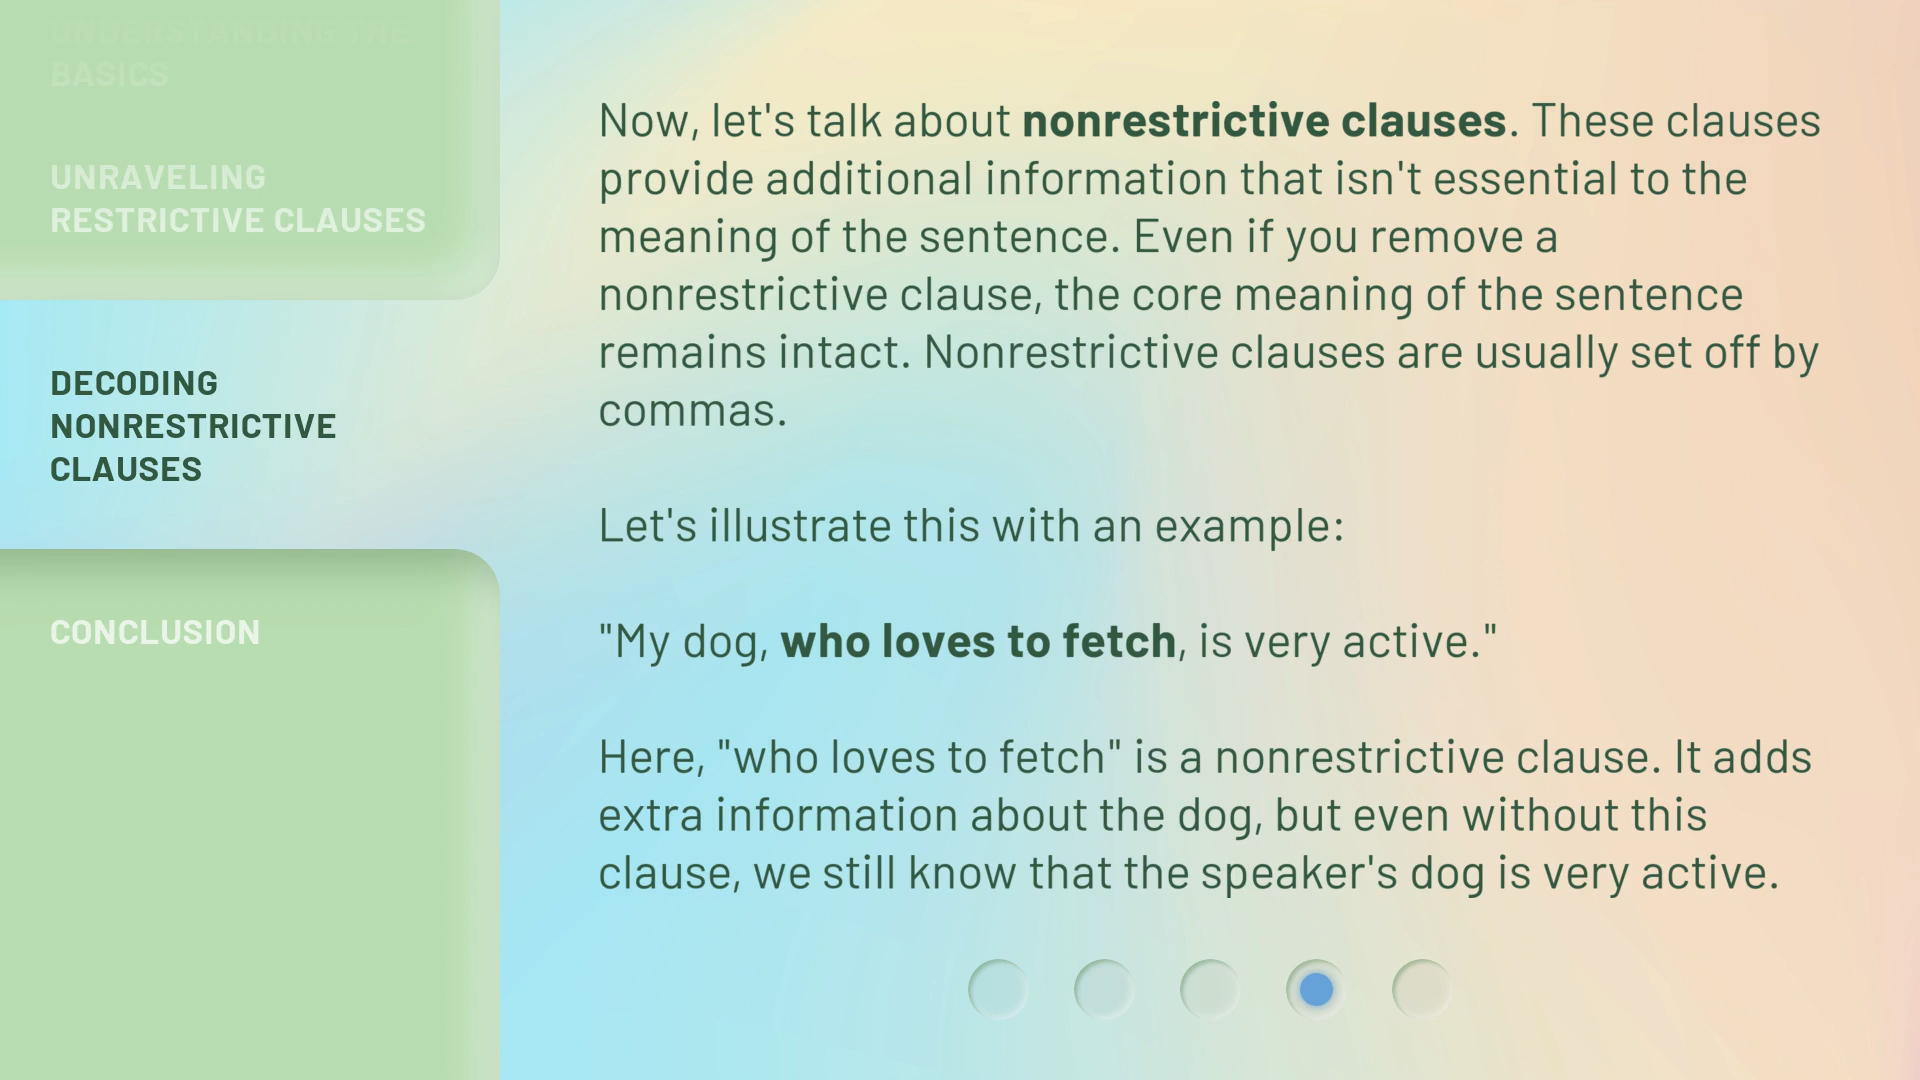 UNDERSTANDING THE
BASICS
UNRAVELING
RESTRICTIVE CLAUSES
DECODING
NONRESTRICTIVE
CLAUSES
CONCLUSION
Now, let's talk about nonrestrictive clauses. These clauses
provide additional information that isn't essential to the
meaning of the sentence. Even if you remove a
nonrestrictive clause, the core meaning of the sentence
remains intact. Nonrestrictive clauses are usually set off by
commas.
Let's illustrate this with an example:
"My dog, who loves to fetch, is very active."
Here, "who loves to fetch" is a nonrestrictive clause. It adds
extra information about the dog, but even without this
clause, we still know that the speaker's dog is very active.